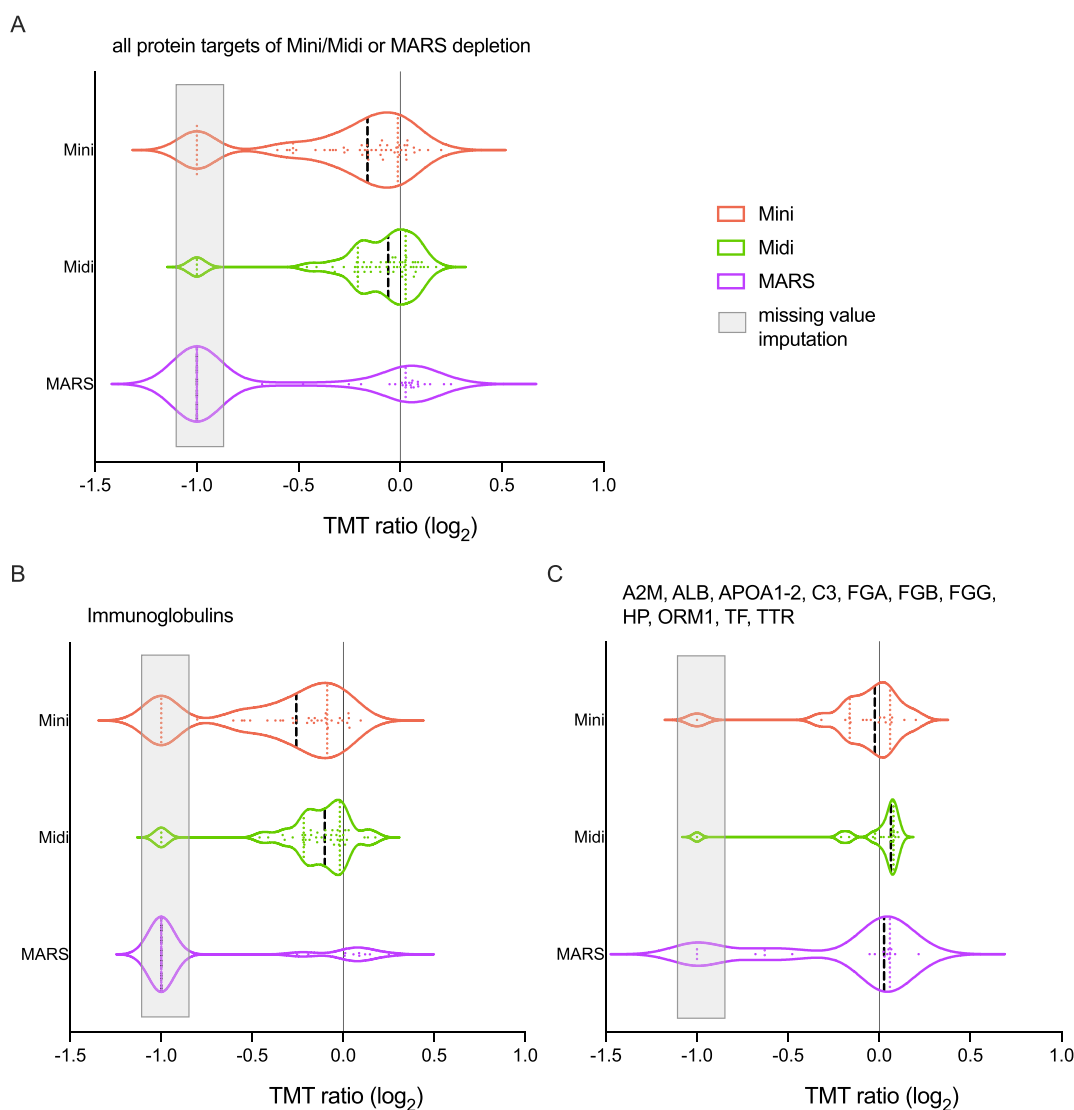 A
all protein targets of Mini/Midi or MARS depletion
Mini
Midi
MARS
-1.5 -1.0 -0.5 0.0 0.5 1.0
TMT ratio (log2)
Mini
Midi
MARS
missing value
imputation
B
Immunoglobulins
Mini
Midi
MARS
-1.5 -1.0 -0.5 0.0 0.5 1.0
TMT ratio (log2)
C
A2M, ALB, APOA1-2, C3, FGA, FGB, FGG,
HP, ORM1, TF, TTR
Mini
Midi
MARS
-1.5 -1.0 -0.5 0.0 0.5 1.0
TMT ratio (log2)